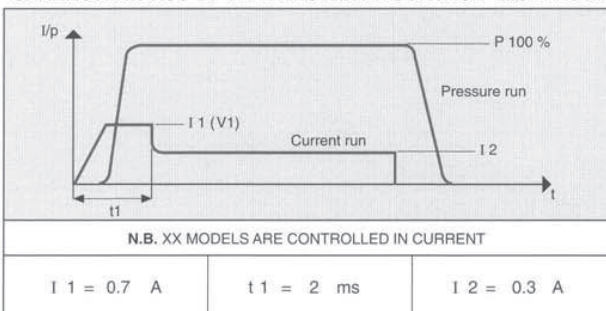 I/p
P 100 %
Pressure run
I 1 (V1)
Current run
I 2
t1
t
N.B. XX MODELS ARE CONTROLLED IN CURRENT
I 1 = 0.7 A
t 1 = 2 ms
I 2 = 0.3 A